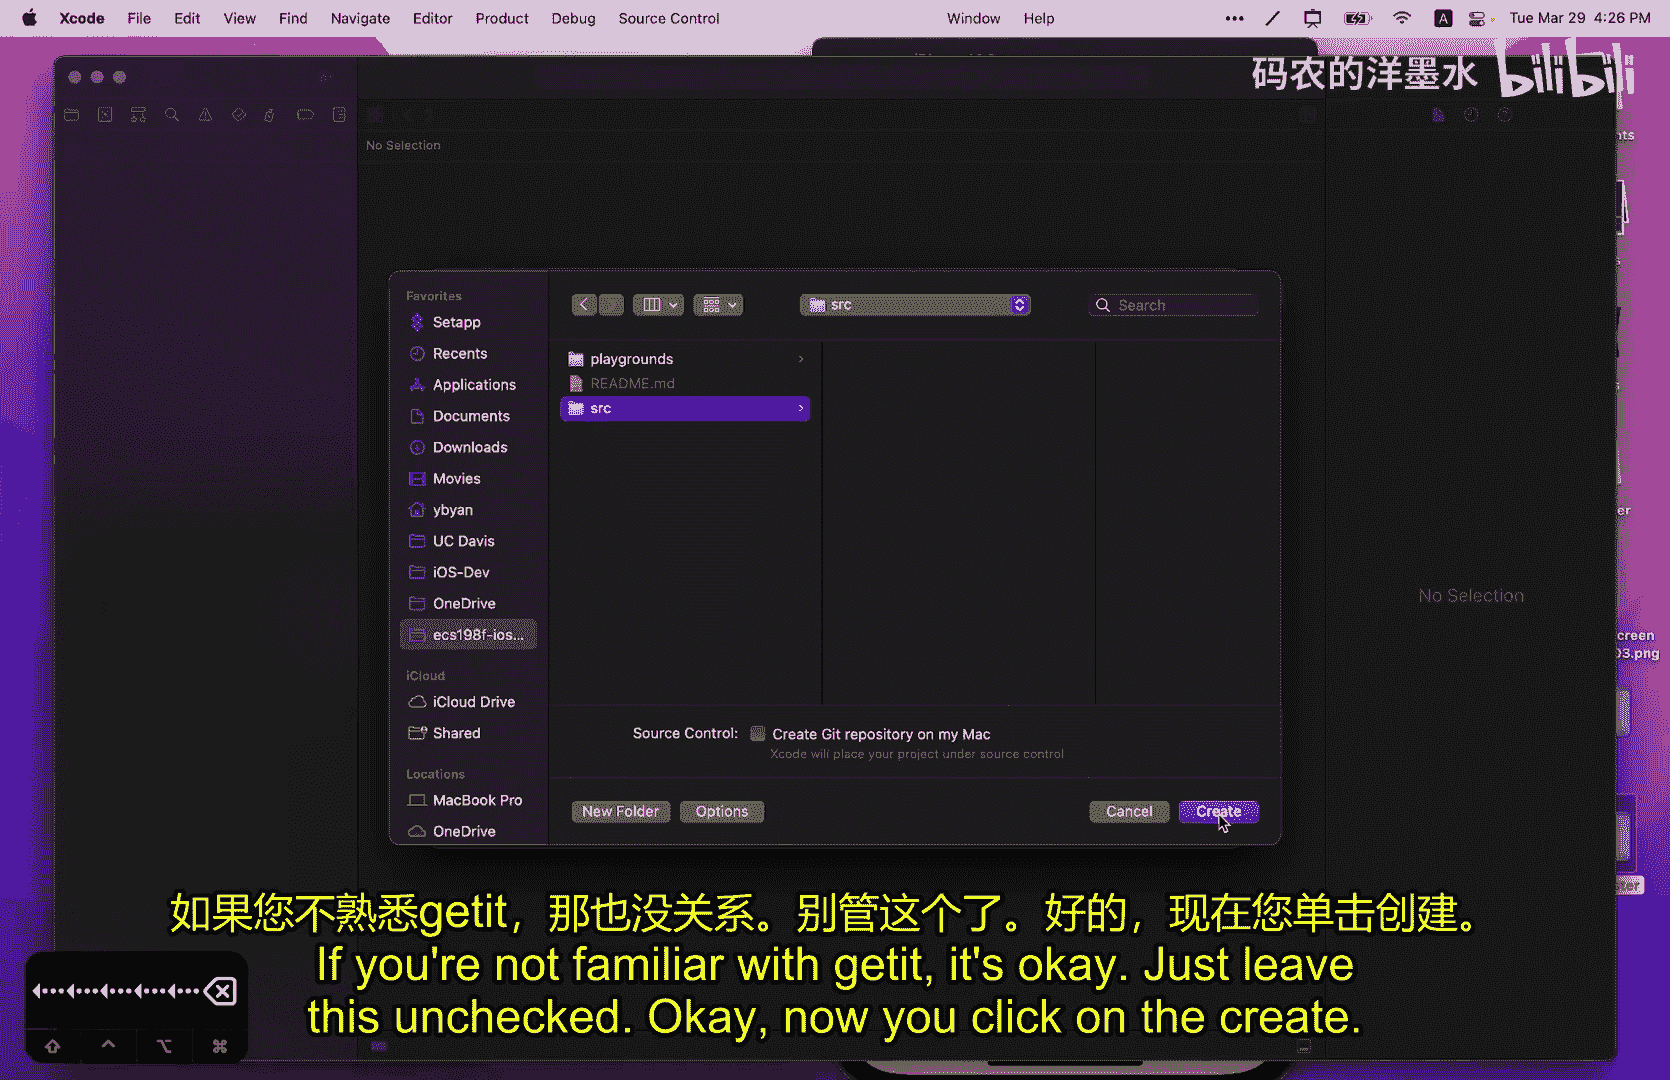 Xcode File Edit View Find Navigate Editor Product Debug Source Control Window Help
A Tue Mar 29 4:26 PM
码农的洋墨水 bilibili
No Selection
Favorites
Setapp
Recents
Applications
Documents
Downloads
Movies
ybyan
UC Davis
iOS-Dev
OneDrive
ecs198f-ios...
iCloud
iCloud Drive
Shared
Locations
MacBook Pro
OneDrive
src
Search
playgrounds
README.md
src
Source Control: Create Git repository on my Mac
Xcode will place your project under source control
New Folder Options Cancel Create
No Selection
nts
er
creen
03.png
如果您不熟悉getit，那也没关系。别管这个了。好的，现在您单击创建。
If you're not familiar with getit, it's okay. Just leave
this unchecked. Okay, now you click on the create.